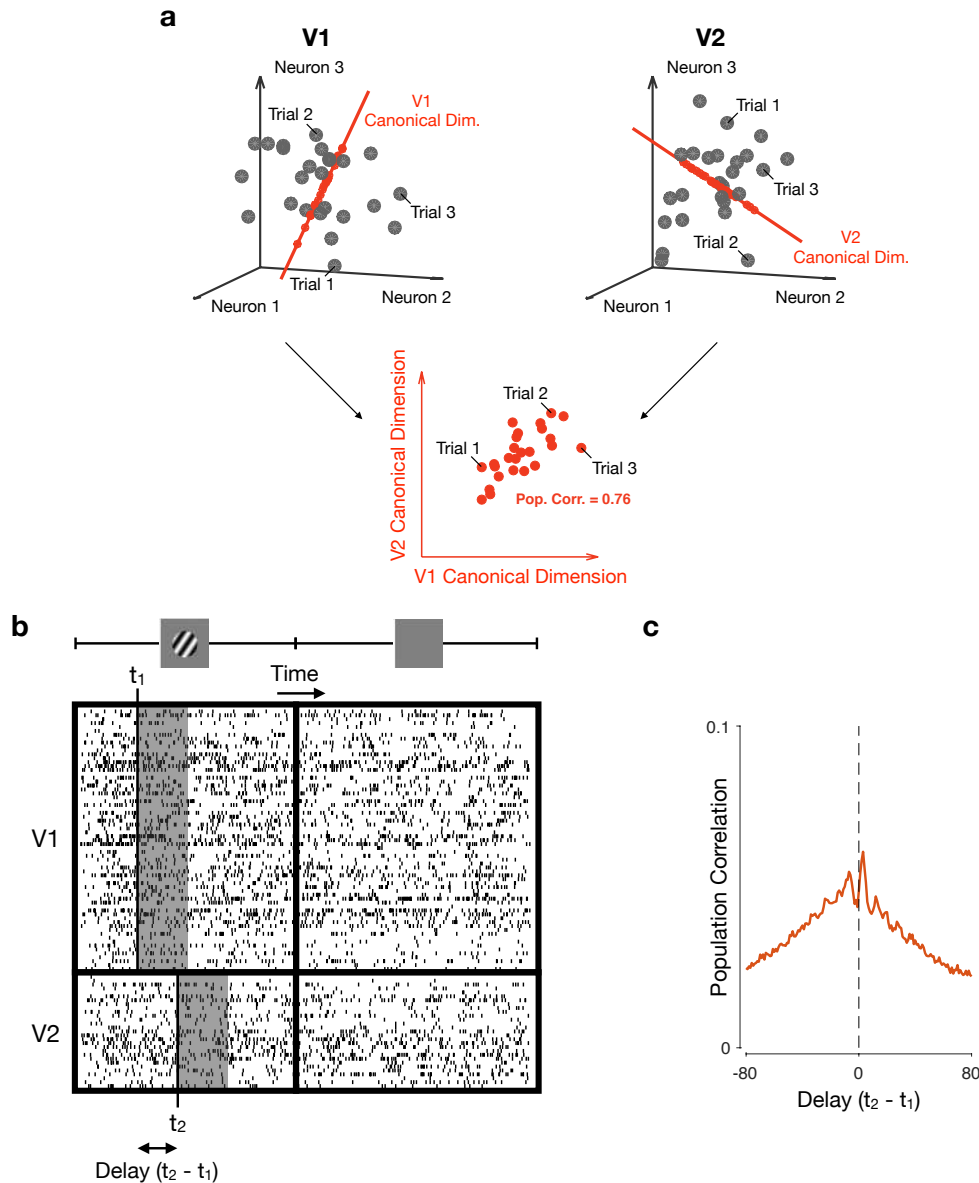 a
V1
Neuron 3
Trial 2
V1
Canonical Dim.
Trial 3
Trial 1
Neuron 1
Neuron 2
V2
Neuron 3
Trial 1
Trial 3
Trial 2
V2
Canonical Dim.
Neuron 1
Neuron 2
V2 Canonical Dimension
Trial 2
Trial 1
Trial 3
Pop. Corr. = 0.76
V1 Canonical Dimension
b
t1
Time
V1
V2
t2
Delay (t2 - t1)
c
0.1
Population Correlation
0
-80
0
80
Delay (t2 - t1)